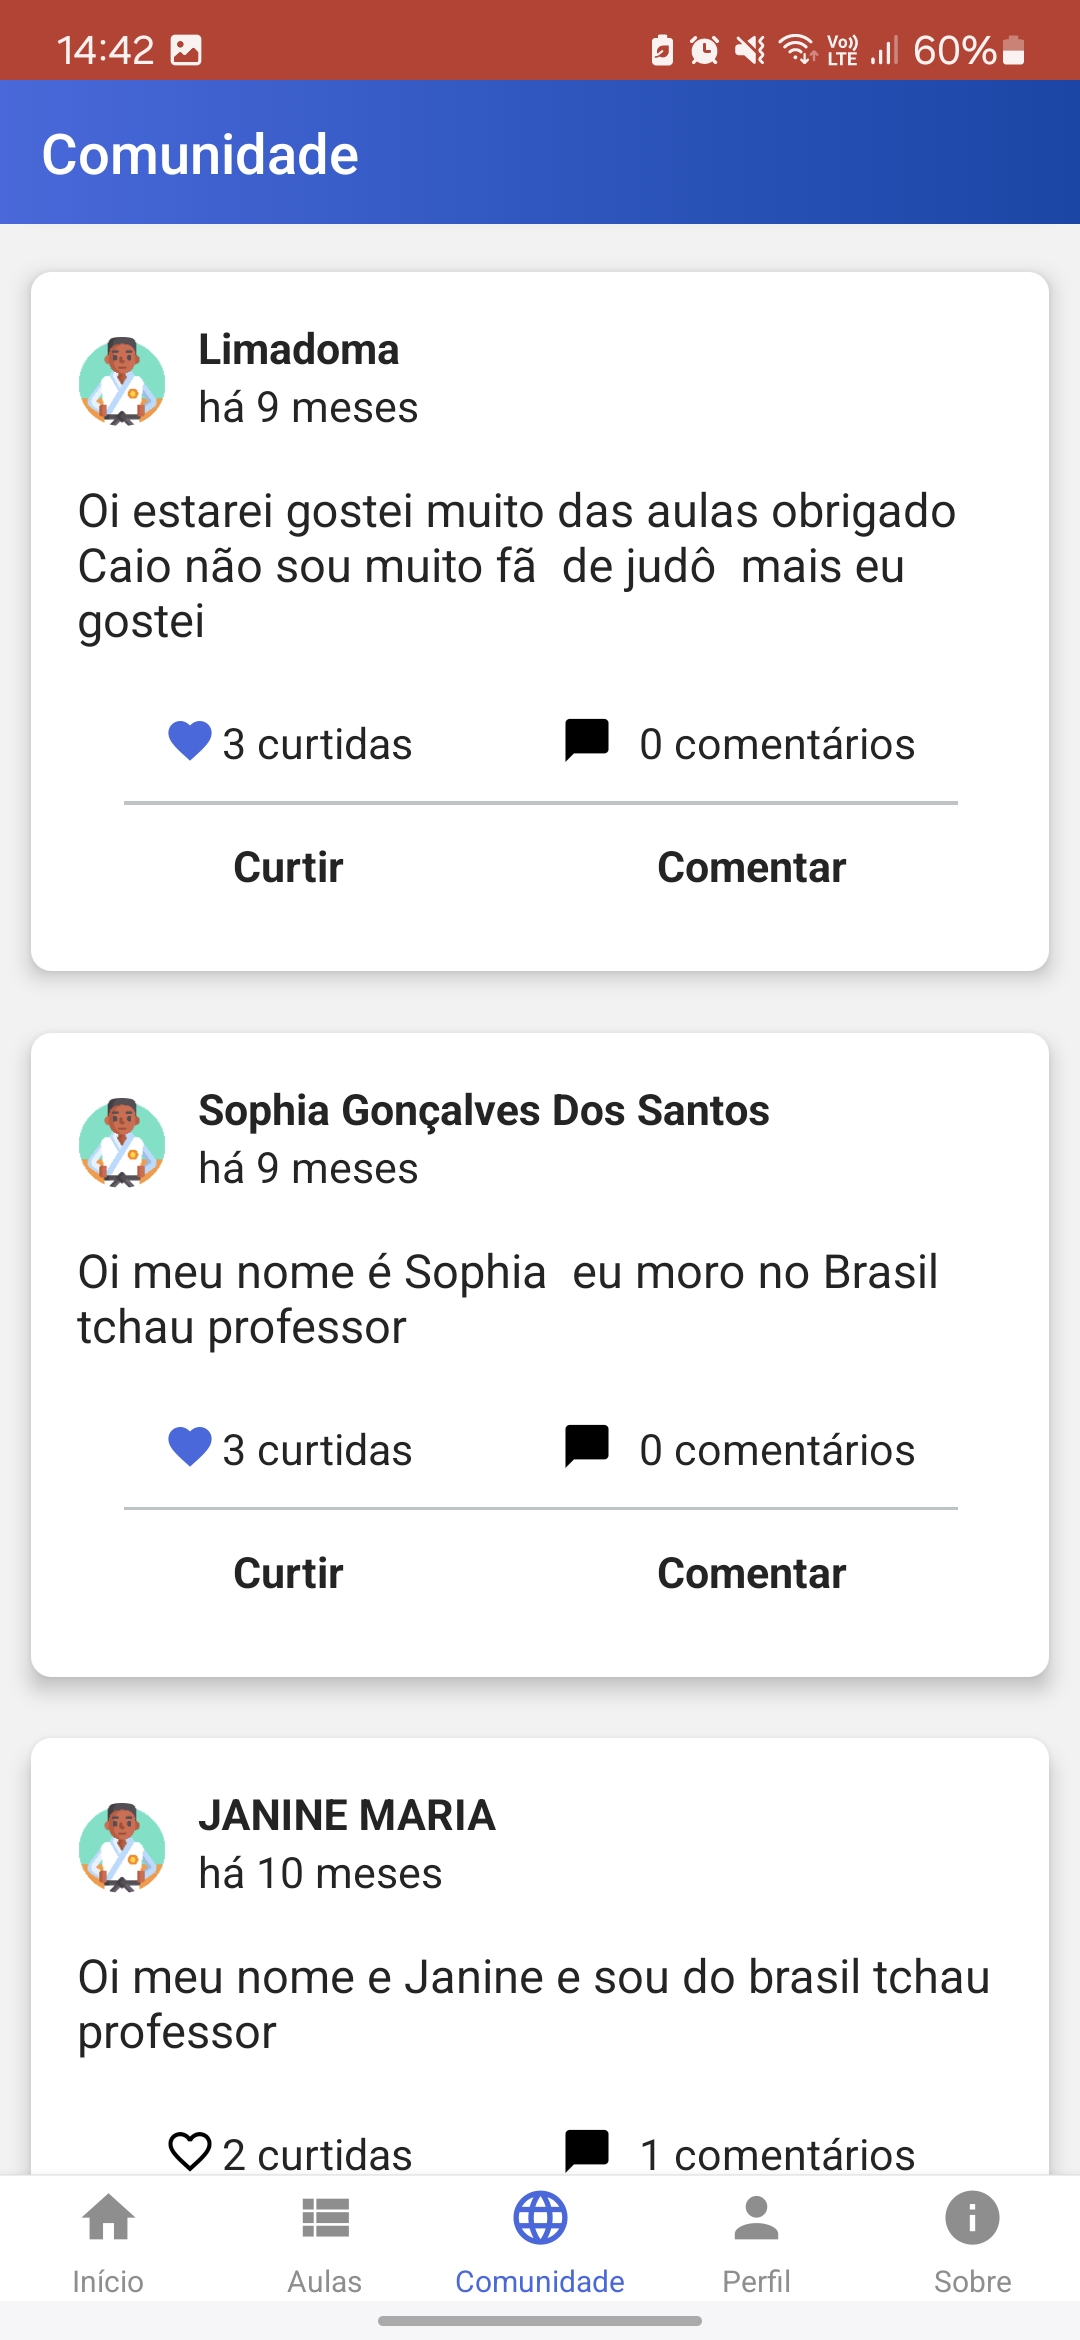 14:42 Vo)) LTE 60%
Comunidade
Limadoma
há 9 meses
Oi estarei gostei muito das aulas obrigado
Caio não sou muito fã  de judô  mais eu
gostei
3 curtidas 0 comentários
Curtir Comentar
Sophia Gonçalves Dos Santos
há 9 meses
Oi meu nome é Sophia  eu moro no Brasil
tchau professor
3 curtidas 0 comentários
Curtir Comentar
JANINE MARIA
há 10 meses
Oi meu nome e Janine e sou do brasil tchau
professor
2 curtidas 1 comentários
Início Aulas Comunidade Perfil Sobre